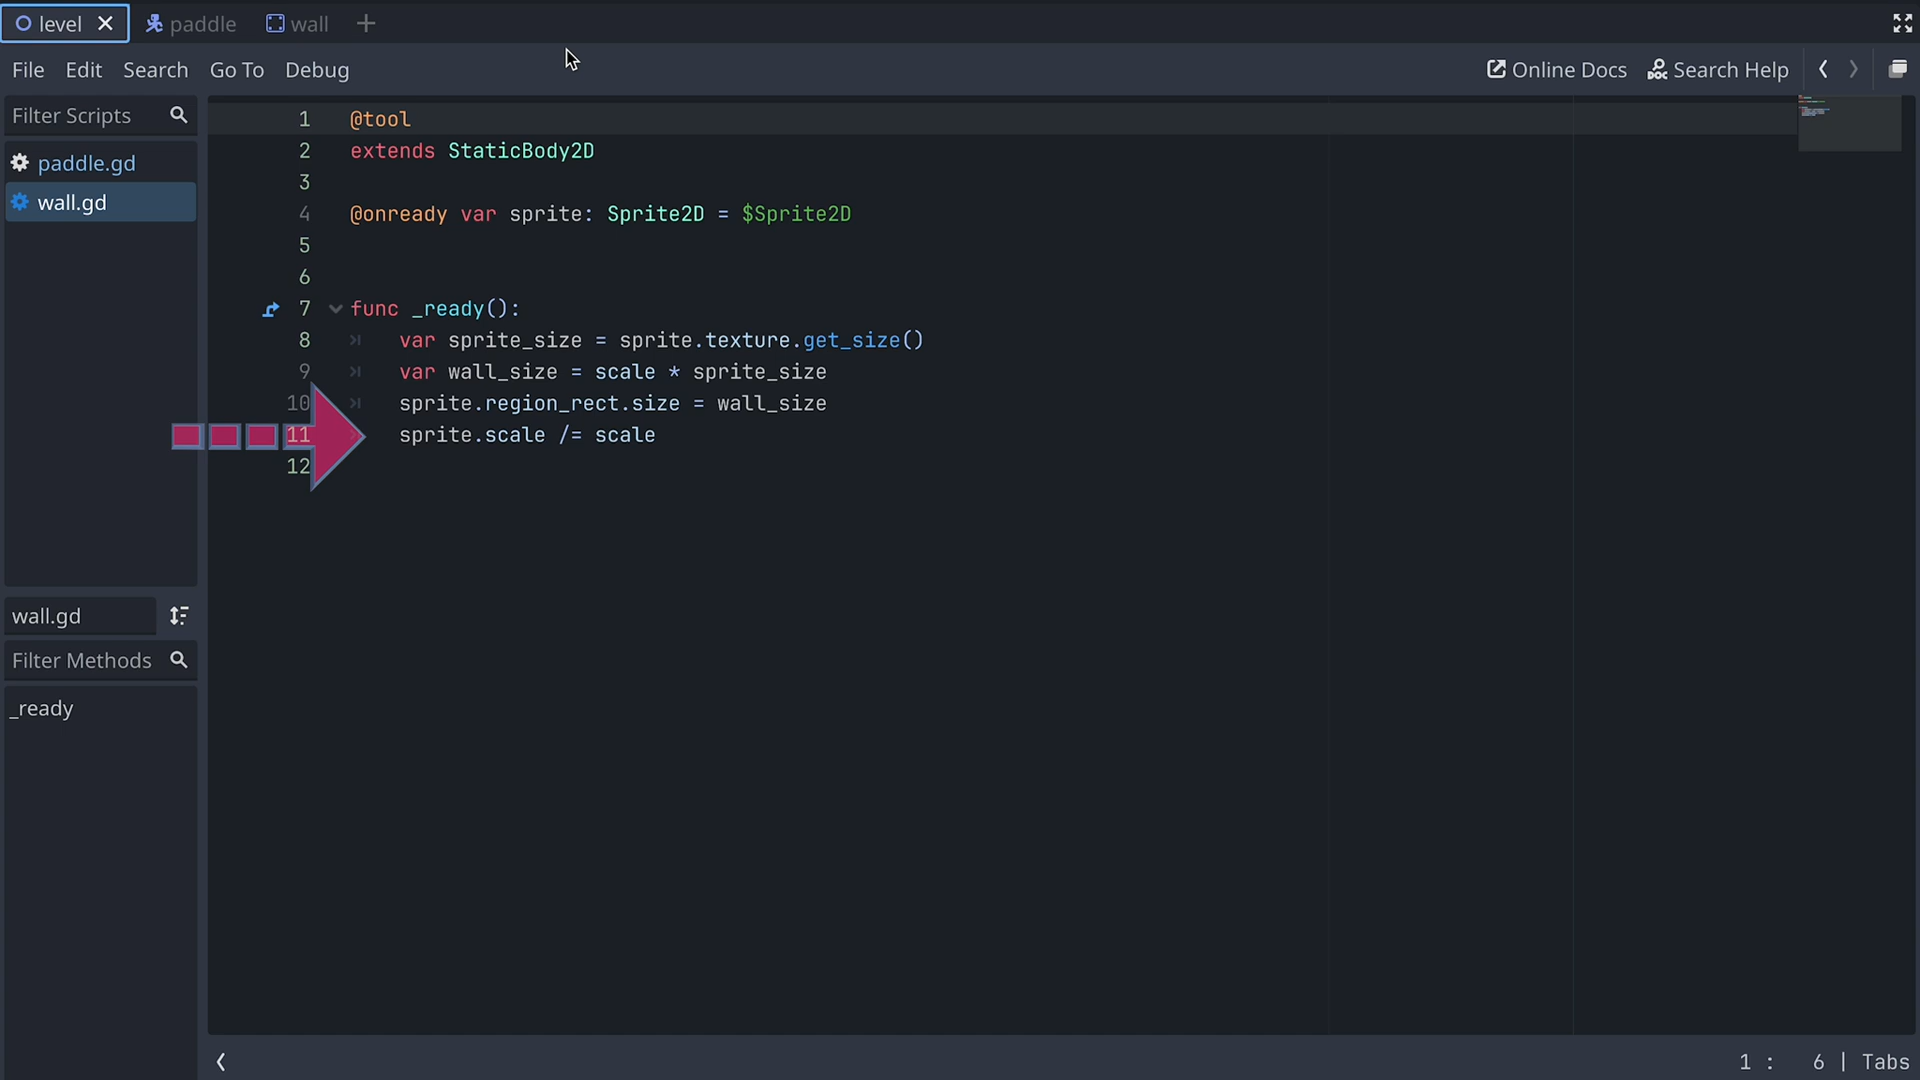 level paddle wall
File Edit Search Go To Debug Online Docs Search Help
Filter Scripts
paddle.gd
wall.gd
wall.gd
Filter Methods
_ready
1 @tool
2 extends StaticBody2D
3
4 @onready var sprite: Sprite2D = $Sprite2D
5
6
7 func _ready():
8 var sprite_size = sprite.texture.get_size()
9 var wall_size = scale * sprite_size
10 sprite.region_rect.size = wall_size
11 sprite.scale /= scale
12
1 : 6 | Tabs